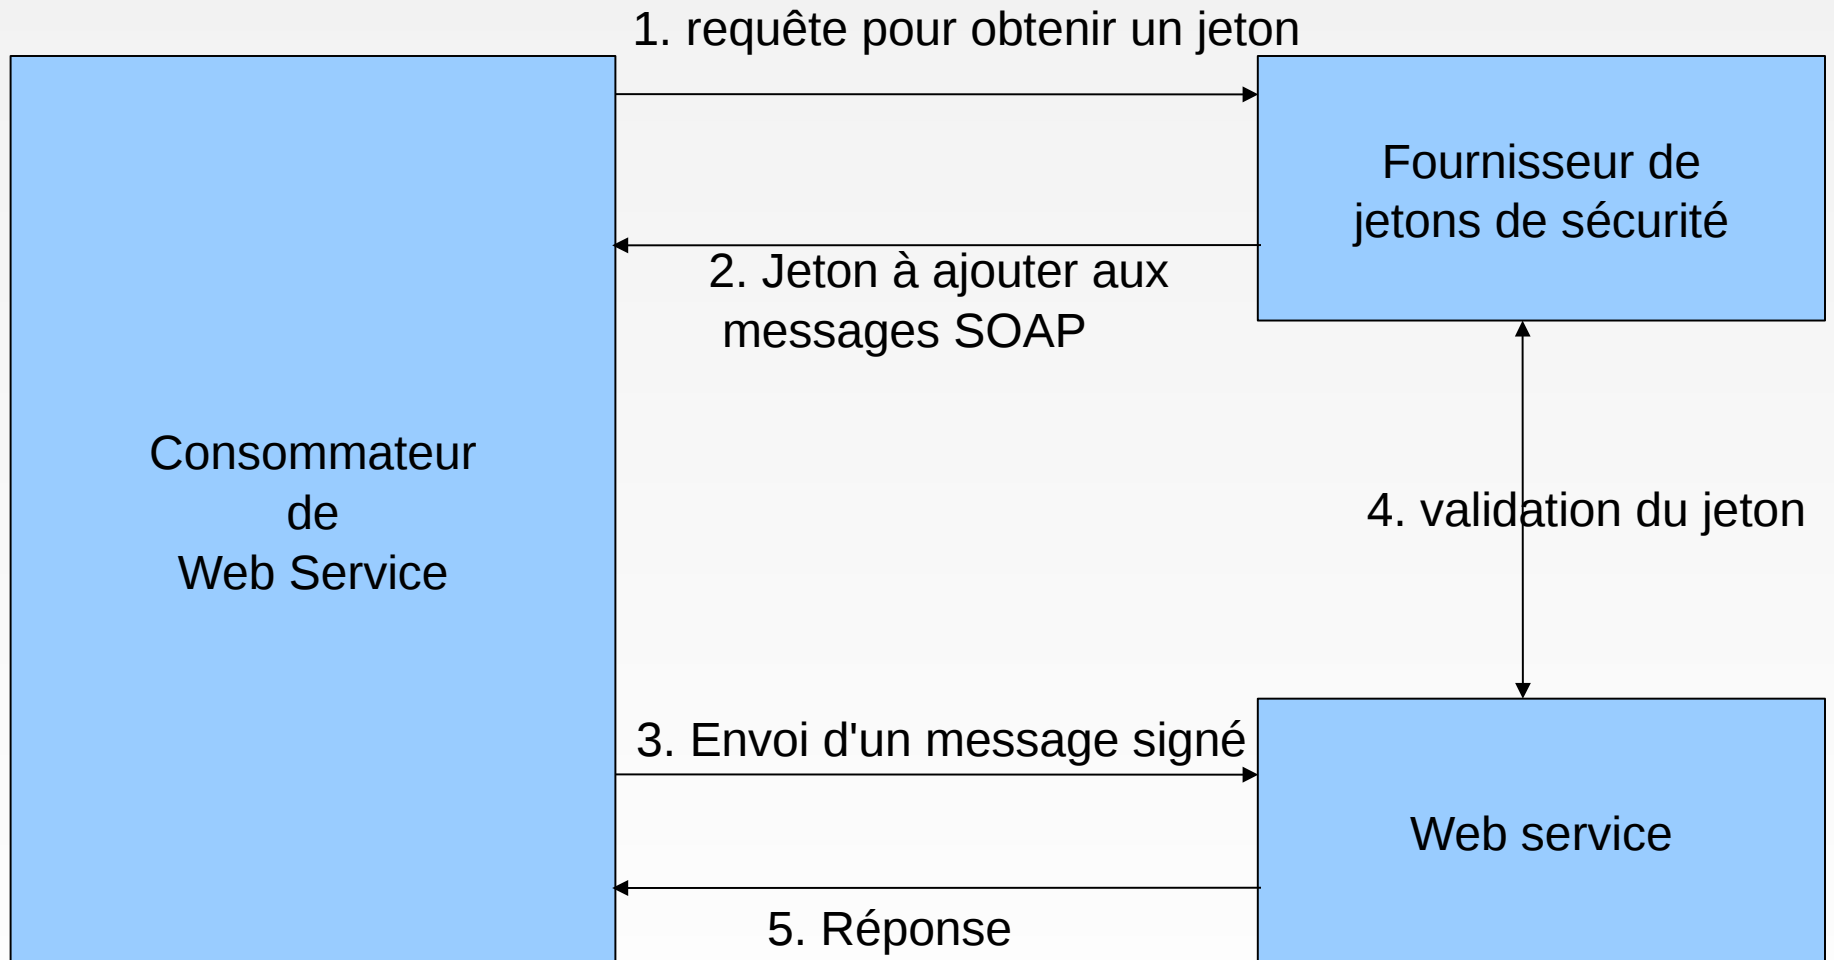 1. requête pour obtenir un jeton
Fournisseur de
jetons de sécurité
2. Jeton à ajouter aux
messages SOAP
Consommateur
de
Web Service
4. validation du jeton
3. Envoi d'un message signé
Web service
5. Réponse